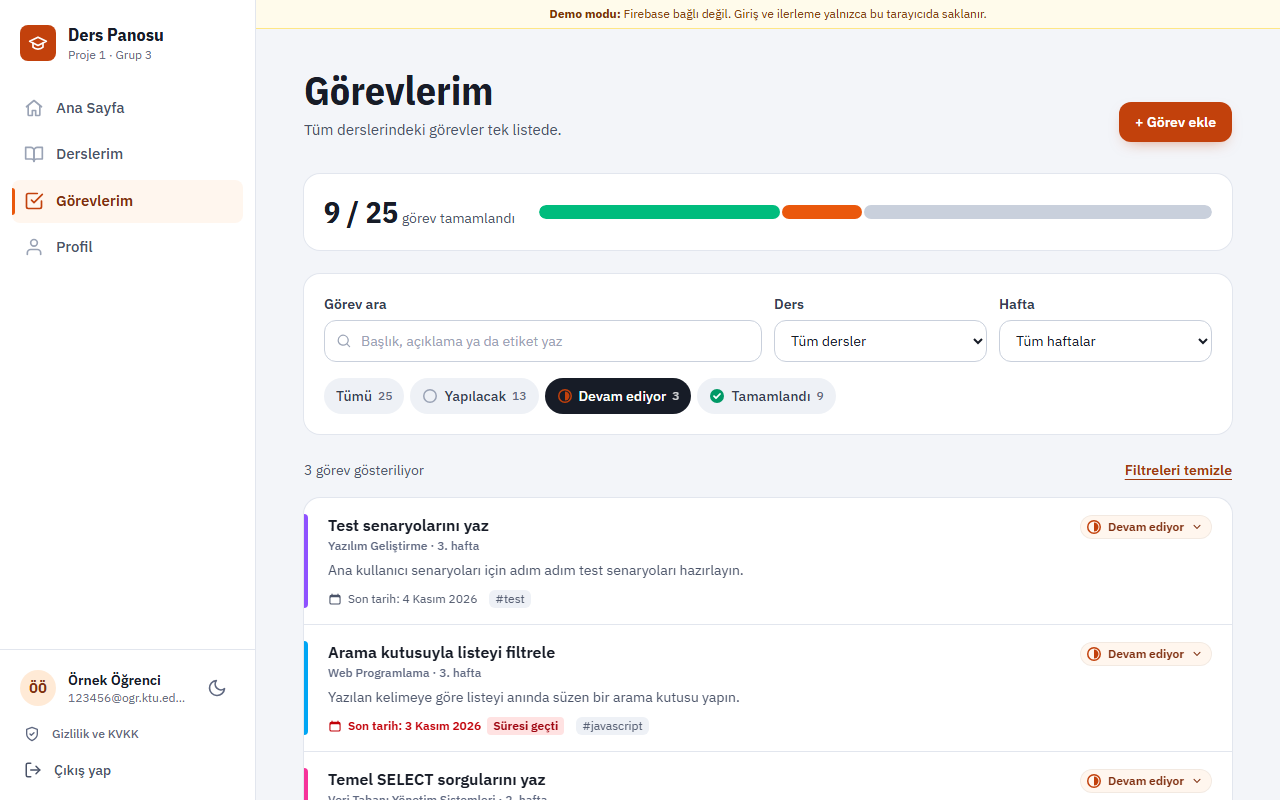 Demo modu: Firebase bağlı değil. Giriş ve ilerleme yalnızca bu tarayıcıda saklanır.
Ders Panosu
Proje 1 · Grup 3
Ana Sayfa
Derslerim
Görevlerim
Profil
Görevlerim
Tüm derslerindeki görevler tek listede.
+ Görev ekle
9 / 25 görev tamamlandı
Görev ara
Ders
Hafta
Başlık, açıklama ya da etiket yaz
Tüm dersler
Tüm haftalar
Tümü 25
Yapılacak 13
Devam ediyor 3
Tamamlandı 9
3 görev gösteriliyor
Filtreleri temizle
Test senaryolarını yaz
Devam ediyor
Yazılım Geliştirme · 3. hafta
Ana kullanıcı senaryoları için adım adım test senaryoları hazırlayın.
Son tarih: 4 Kasım 2026
#test
Arama kutusuyla listeyi filtrele
Devam ediyor
Web Programlama · 3. hafta
Yazılan kelimeye göre listeyi anında süzen bir arama kutusu yapın.
Son tarih: 3 Kasım 2026
Süresi geçti
#javascript
Temel SELECT sorgularını yaz
Devam ediyor
Veri Tabanı Yönetim Sistemleri · 2. hafta
ÖÖ
Örnek Öğrenci
123456@ogr.ktu.ed...
Gizlilik ve KVKK
Çıkış yap